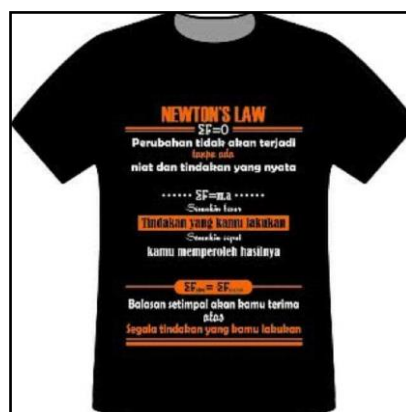 NEWTON'S LAW
ΣF=0
Perubahan tidak akan terjadi
tanpa ada
niat dan tindakan yang nyata
ΣF=m.a
Semakin besar
Tindakan yang kamu lakukan
Semakin cepat
kamu memperoleh hasilnya
ΣF = ΣF
Balasan setimpal akan kamu terima
atas
Segala tindakan yang kamu lakukan